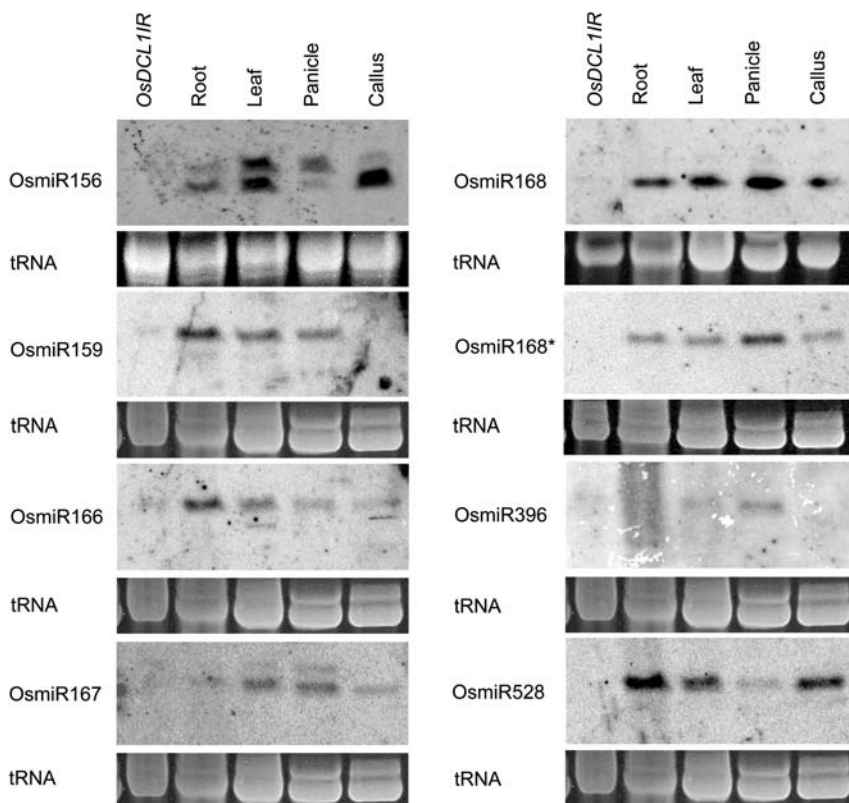 OsDCL1IR Root Leaf Panicle Callus
OsmiR156
tRNA
OsmiR159
tRNA
OsmiR166
tRNA
OsmiR167
tRNA
OsDCL1IR Root Leaf Panicle Callus
OsmiR168
tRNA
OsmiR168*
tRNA
OsmiR396
tRNA
OsmiR528
tRNA